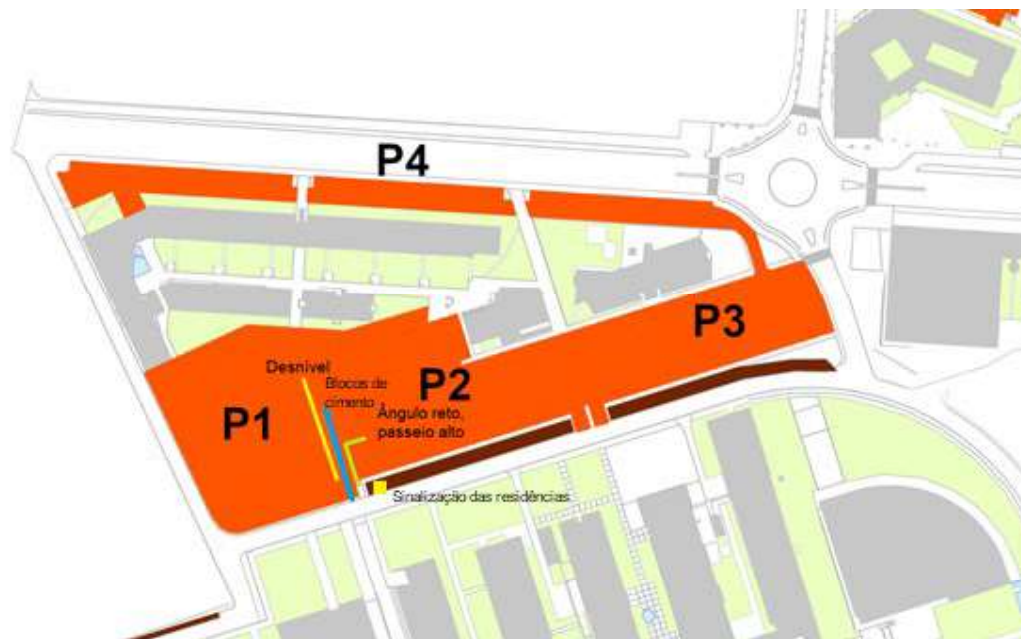 P4
P3
Desnível
P2
Blocos de
cimento
P1
Ângulo reto,
passeio alto
Sinalização das residências